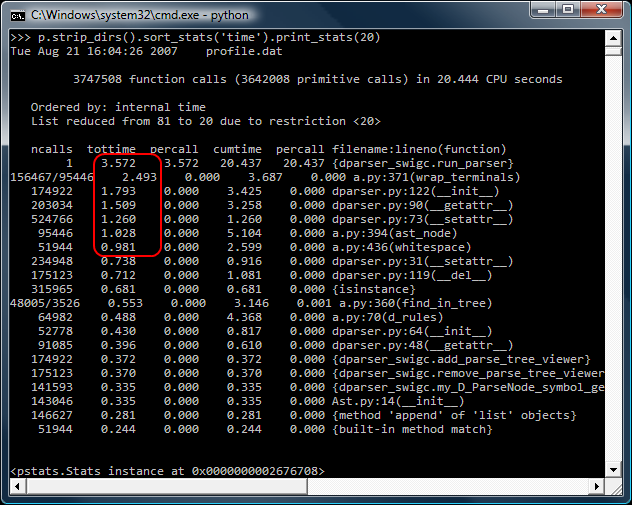 C:\Windows\system32\cmd.exe - python
>>> p.strip_dirs().sort_stats('time').print_stats(20)
Tue Aug 21 16:04:26 2007    profile.dat
3747508 function calls (3642008 primitive calls) in 20.444 CPU seconds
Ordered by: internal time
List reduced from 81 to 20 due to restriction <20>
ncalls  tottime  percall  cumtime  percall filename:lineno(function)
1    3.572    3.572   20.437   20.437 {dparser_swigc.run_parser}
156467/95446    2.493    0.000    3.687    0.000 a.py:371(wrap_terminals)
174922    1.793    0.000    3.425    0.000 dparser.py:122(__init__)
203034    1.509    0.000    3.258    0.000 dparser.py:90(__getattr__)
524766    1.260    0.000    1.260    0.000 dparser.py:73(__setattr__)
95446    1.028    0.000    5.104    0.000 a.py:394(ast_node)
51944    0.981    0.000    2.599    0.000 a.py:436(whitespace)
234948    0.738    0.000    0.916    0.000 dparser.py:31(__setattr__)
175123    0.712    0.000    1.081    0.000 dparser.py:119(__del__)
315965    0.681    0.000    0.681    0.000 {isinstance}
48005/3526    0.553    0.000    3.146    0.001 a.py:360(find_in_tree)
64982    0.488    0.000    4.368    0.000 a.py:70(d_rules)
52778    0.430    0.000    0.817    0.000 dparser.py:64(__init__)
91085    0.396    0.000    0.610    0.000 dparser.py:48(__getattr__)
174922    0.372    0.000    0.372    0.000 {dparser_swigc.add_parse_tree_viewer}
175123    0.370    0.000    0.370    0.000 {dparser_swigc.remove_parse_tree_viewer
141593    0.335    0.000    0.335    0.000 {dparser_swigc.my_D_ParseNode_symbol_ge
143046    0.335    0.000    0.335    0.000 Ast.py:14(__init__)
146627    0.281    0.000    0.281    0.000 {method 'append' of 'list' objects}
51944    0.244    0.000    0.244    0.000 {built-in method match}
<pstats.Stats instance at 0x0000000002676708>